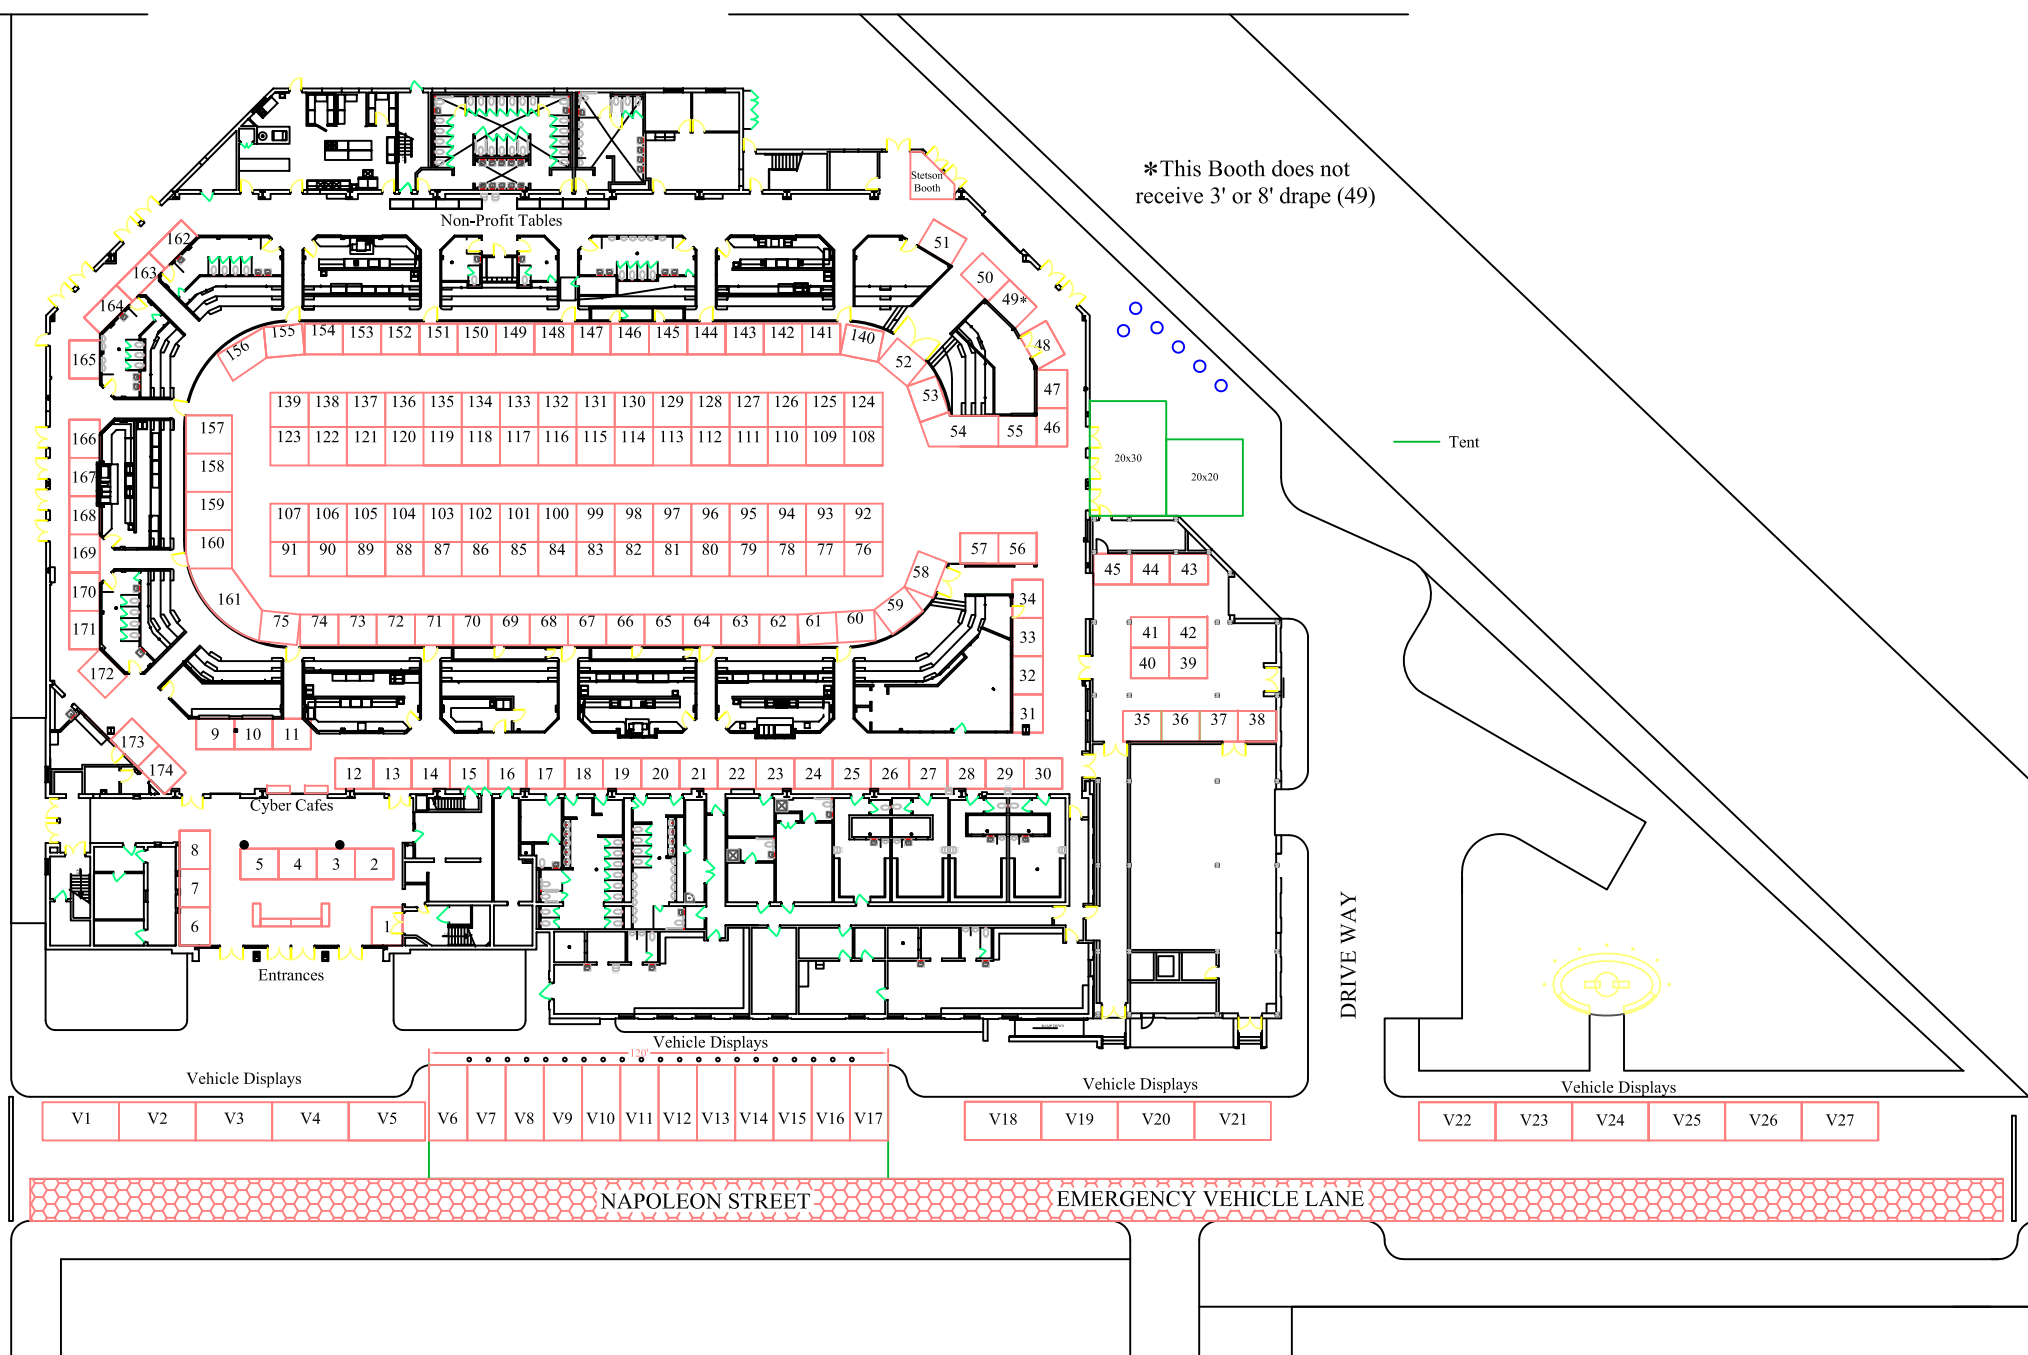 *This Booth does not
receive 3' or 8' drape (49)
Stetson
Booth
Non-Profit Tables
162
51
163
50
164
49*
155 154 153 152 151 150 149 148 147 146 145 144 143 142 141 140
156
48
165
52
47
53
139 138 137 136 135 134 133 132 131 130 129 128 127 126 125 124
157
46
54
55
166
123 122 121 120 119 118 117 116 115 114 113 112 111 110 109 108
Tent
20x30
158
167
20x20
159
168
107 106 105 104 103 102 101 100 99 98 97 96 95 94 93 92
160
169
91 90 89 88 87 86 85 84 83 82 81 80 79 78 77 76
57 56
45 44 43
58
170
161
59
34
171
75 74 73 72 71 70 69 68 67 66 65 64 63 62 61 60
33
41 42
40 39
172
32
31
35 36 37 38
9 10 11
173
174
12 13 14 15 16 17 18 19 20 21 22 23 24 25 26 27 28 29 30
Cyber Cafes
8
5 4 3 2
7
6
1
Entrances
DRIVE WAY
Vehicle Displays
120'
Vehicle Displays
Vehicle Displays
Vehicle Displays
V1 V2 V3 V4 V5 V6 V7 V8 V9 V10 V11 V12 V13 V14 V15 V16 V17 V18 V19 V20 V21 V22 V23 V24 V25 V26 V27
NAPOLEON STREET
EMERGENCY VEHICLE LANE